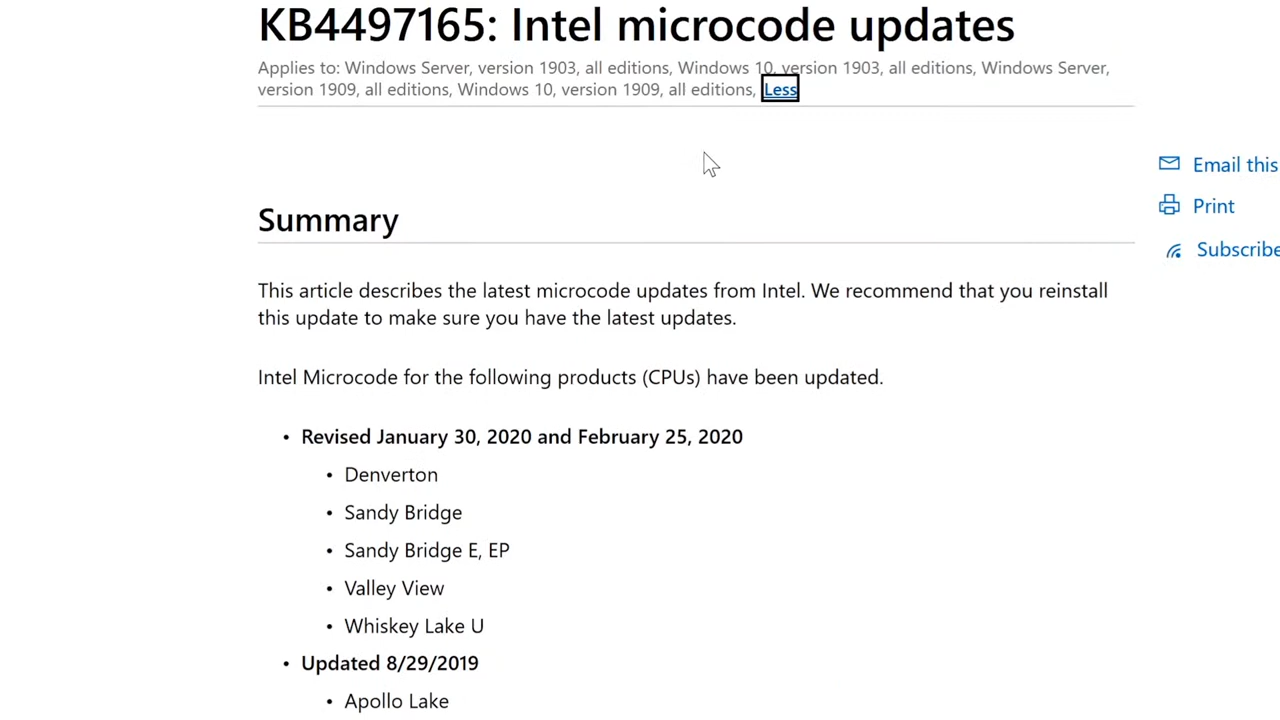 KB4497165: Intel microcode updates
Applies to: Windows Server, version 1903, all editions, Windows 10, version 1903, all editions, Windows Server,
version 1909, all editions, Windows 10, version 1909, all editions, Less
Email this
Print
Subscribe
Summary
This article describes the latest microcode updates from Intel. We recommend that you reinstall
this update to make sure you have the latest updates.
Intel Microcode for the following products (CPUs) have been updated.
• Revised January 30, 2020 and February 25, 2020
• Denverton
• Sandy Bridge
• Sandy Bridge E, EP
• Valley View
• Whiskey Lake U
• Updated 8/29/2019
• Apollo Lake